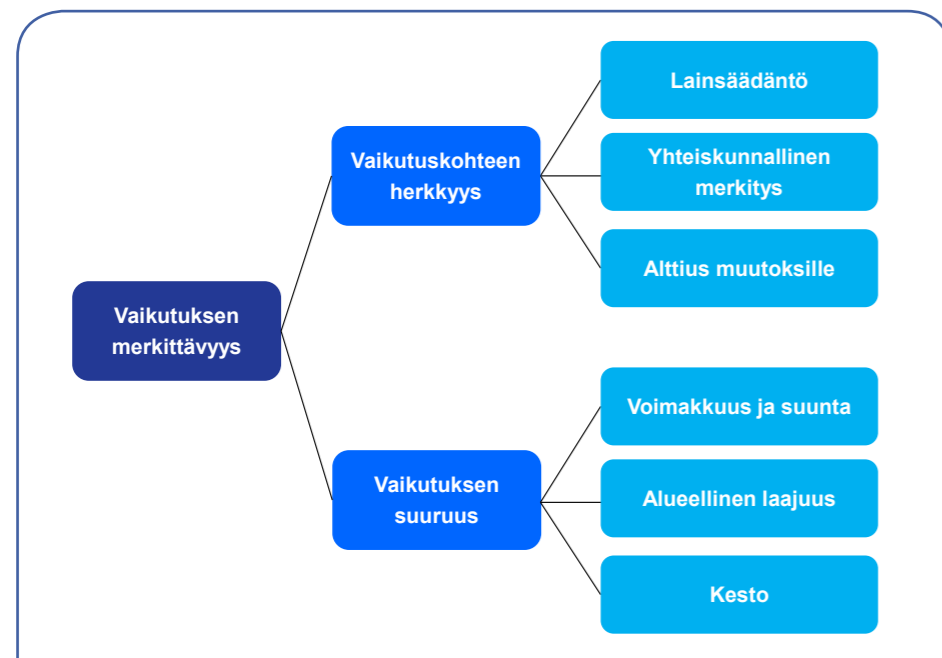 Vaikutuksen
merkittävyys
Vaikutuskohteen
herkkyys
Lainsäädäntö
Yhteiskunnallinen
merkitys
Alttius muutoksille
Vaikutuksen
suuruus
Voimakkuus ja suunta
Alueellinen laajuus
Kesto